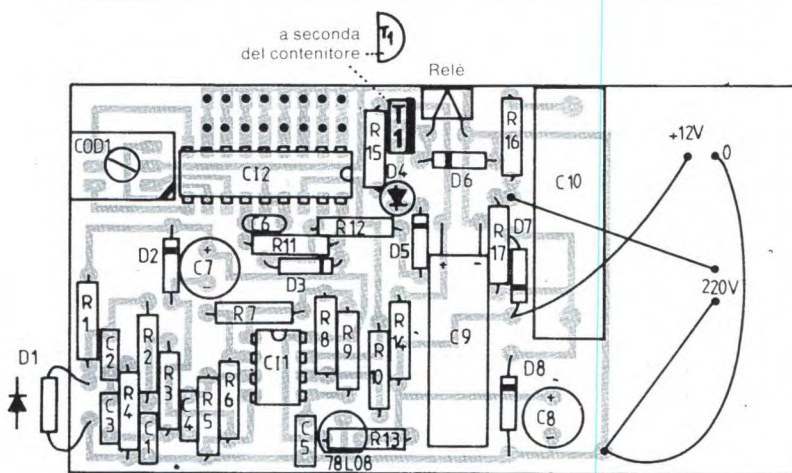 a seconda
del contenitore
T1
Relè
COD1
CI2
R15
T1
D4
D6
R16
C10
+12V
0
C6
R12
R11
D3
D2
+
C7
-
D5
R17
D7
220V
+
-
C9
R1
R7
D1
C2
R2
R3
R4
C3
C1
C4
R5
R6
CI1
R8
R9
R10
R14
D8
+
C8
-
C5
R13
78L08